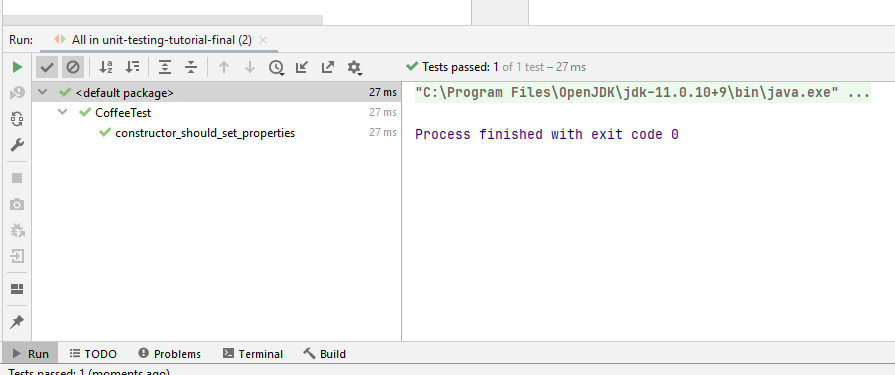 Run: All in unit-testing-tutorial-final (2)
Tests passed: 1 of 1 test – 27 ms
<default package> 27 ms
CoffeeTest 27 ms
constructor_should_set_properties 27 ms
"C:\Program Files\OpenJDK\jdk-11.0.10+9\bin\java.exe" ...
Process finished with exit code 0
Run TODO Problems Terminal Build
Tests passed: 1 (moments ago)